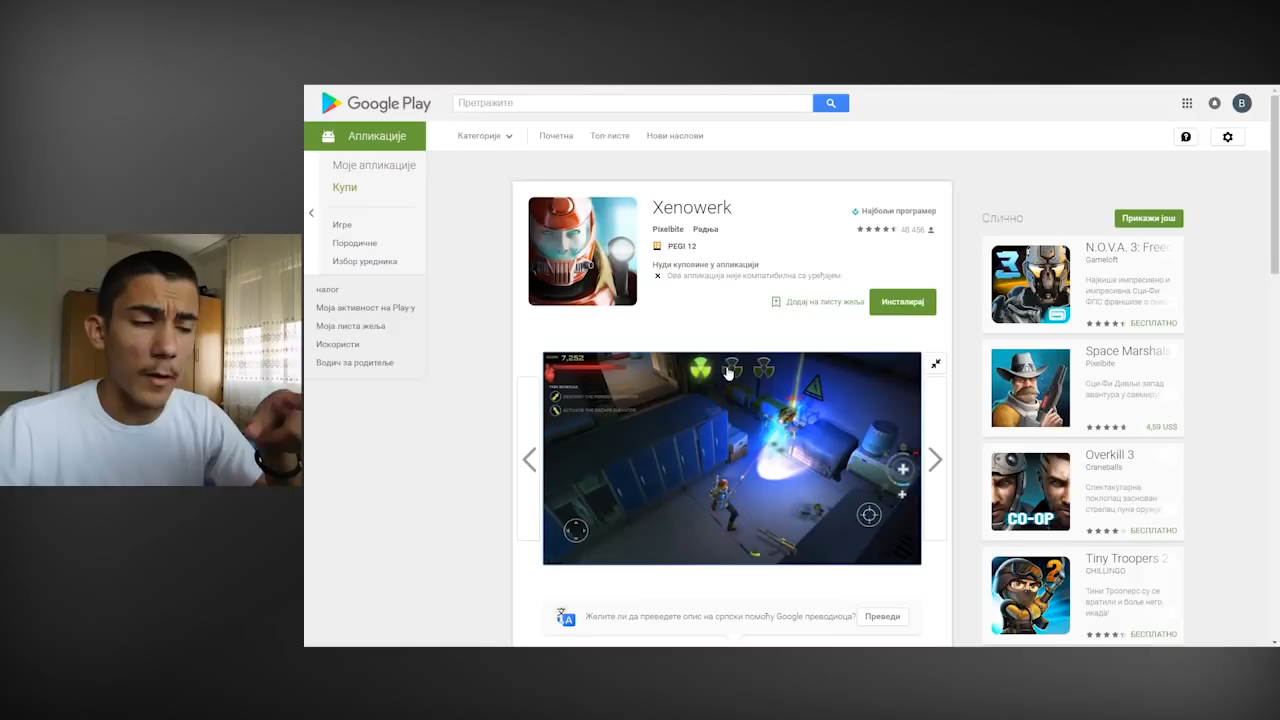 Google Play
Претражите
B
Апликације
Категорије
Почетна
Топ-листе
Нови наслови
Моје апликације
Купи
Игре
Породичне
Избор уредника
налог
Моја активност на Play-у
Моја листа жеља
Искористи
Водич за родитеље
Xenowerk
Pixelbite Радња
Најбољи програмер
48.456
PEGI 12
Нуди куповине у апликацији
Ова апликација није компатибилна са уређајем.
Додај на листу жеља
Инсталирај
7,252
Желите ли да преведете опис на српски помоћу Google преводиоца?
Преведи
Слично
Прикажи још
N.O.V.A. 3: Freed
Gameloft
Највише импресивно и
импресивна Сци-Фи
ФПС франшизе о
БЕСПЛАТНО
Space Marshals
Pixelbite
Сци-Фи Дивљи запад
авантура у свемиру
4,59 US$
Overkill 3
Craneballs
Спектакуларна
поклопац заснован
стрелац пуна оружје
CO-OP
БЕСПЛАТНО
Tiny Troopers 2
CHILLINGO
Тини Трооперс су се
вратили и боље него
икада!
БЕСПЛАТНО